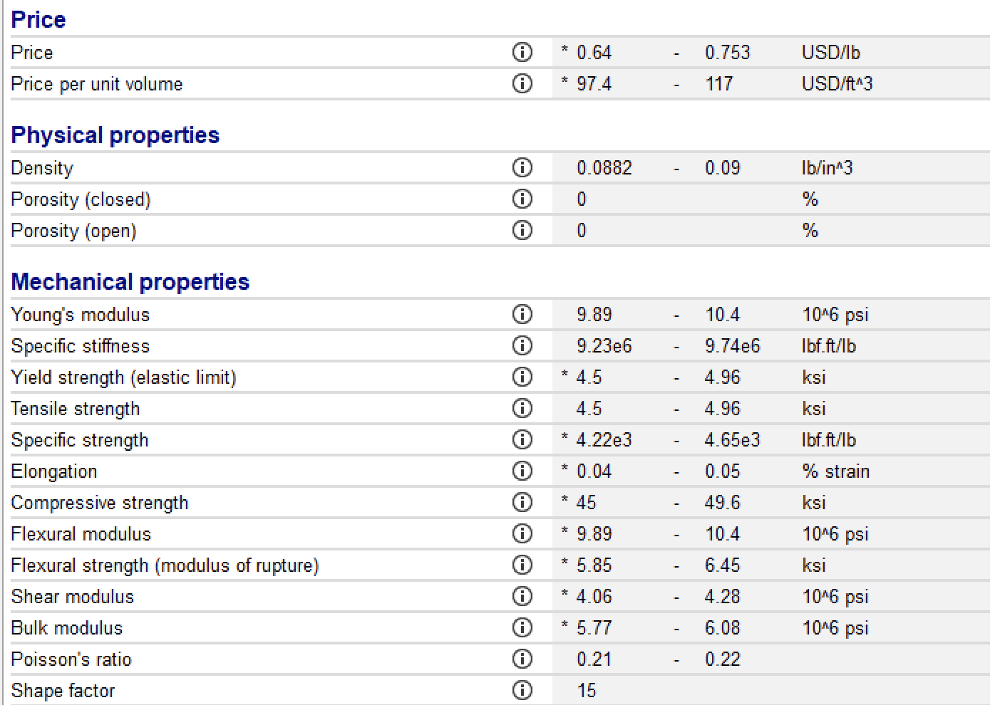 Price
Price * 0.64 - 0.753 USD/lb
Price per unit volume * 97.4 - 117 USD/ft^3
Physical properties
Density 0.0882 - 0.09 lb/in^3
Porosity (closed) 0 %
Porosity (open) 0 %
Mechanical properties
Young's modulus 9.89 - 10.4 10^6 psi
Specific stiffness 9.23e6 - 9.74e6 lbf.ft/lb
Yield strength (elastic limit) * 4.5 - 4.96 ksi
Tensile strength 4.5 - 4.96 ksi
Specific strength * 4.22e3 - 4.65e3 lbf.ft/lb
Elongation * 0.04 - 0.05 % strain
Compressive strength * 45 - 49.6 ksi
Flexural modulus * 9.89 - 10.4 10^6 psi
Flexural strength (modulus of rupture) * 5.85 - 6.45 ksi
Shear modulus * 4.06 - 4.28 10^6 psi
Bulk modulus * 5.77 - 6.08 10^6 psi
Poisson's ratio 0.21 - 0.22
Shape factor 15